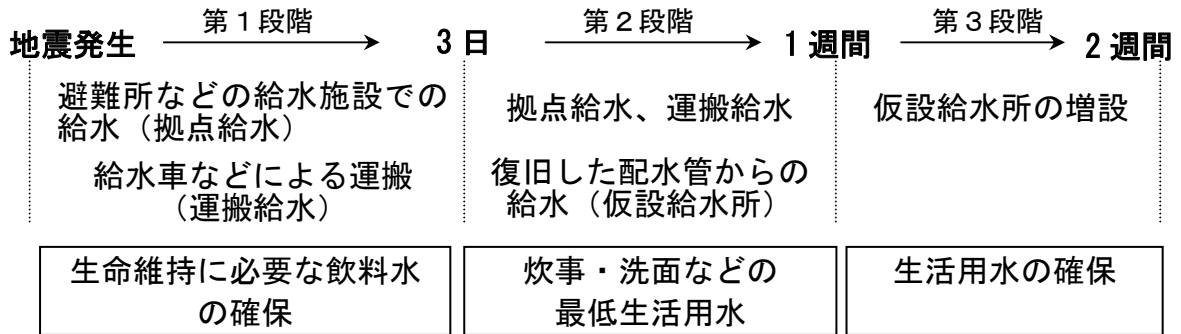 第１段階
第２段階
第３段階
地震発生
3日
1週間
2週間
避難所などの給水施設での
給水（拠点給水）
給水車などによる運搬
（運搬給水）
拠点給水、運搬給水
復旧した配水管からの
給水（仮設給水所）
仮設給水所の増設
生命維持に必要な飲料水
の確保
炊事・洗面などの
最低生活用水
生活用水の確保